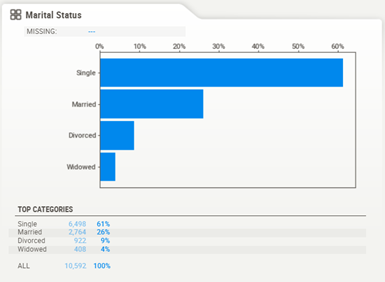 Marital Status
MISSING: ---
0% 10% 20% 30% 40% 50% 60%
Single
Married
Divorced
Widowed
TOP CATEGORIES
Single 6,498 61%
Married 2,764 26%
Divorced 922 9%
Widowed 408 4%
ALL 10,592 100%